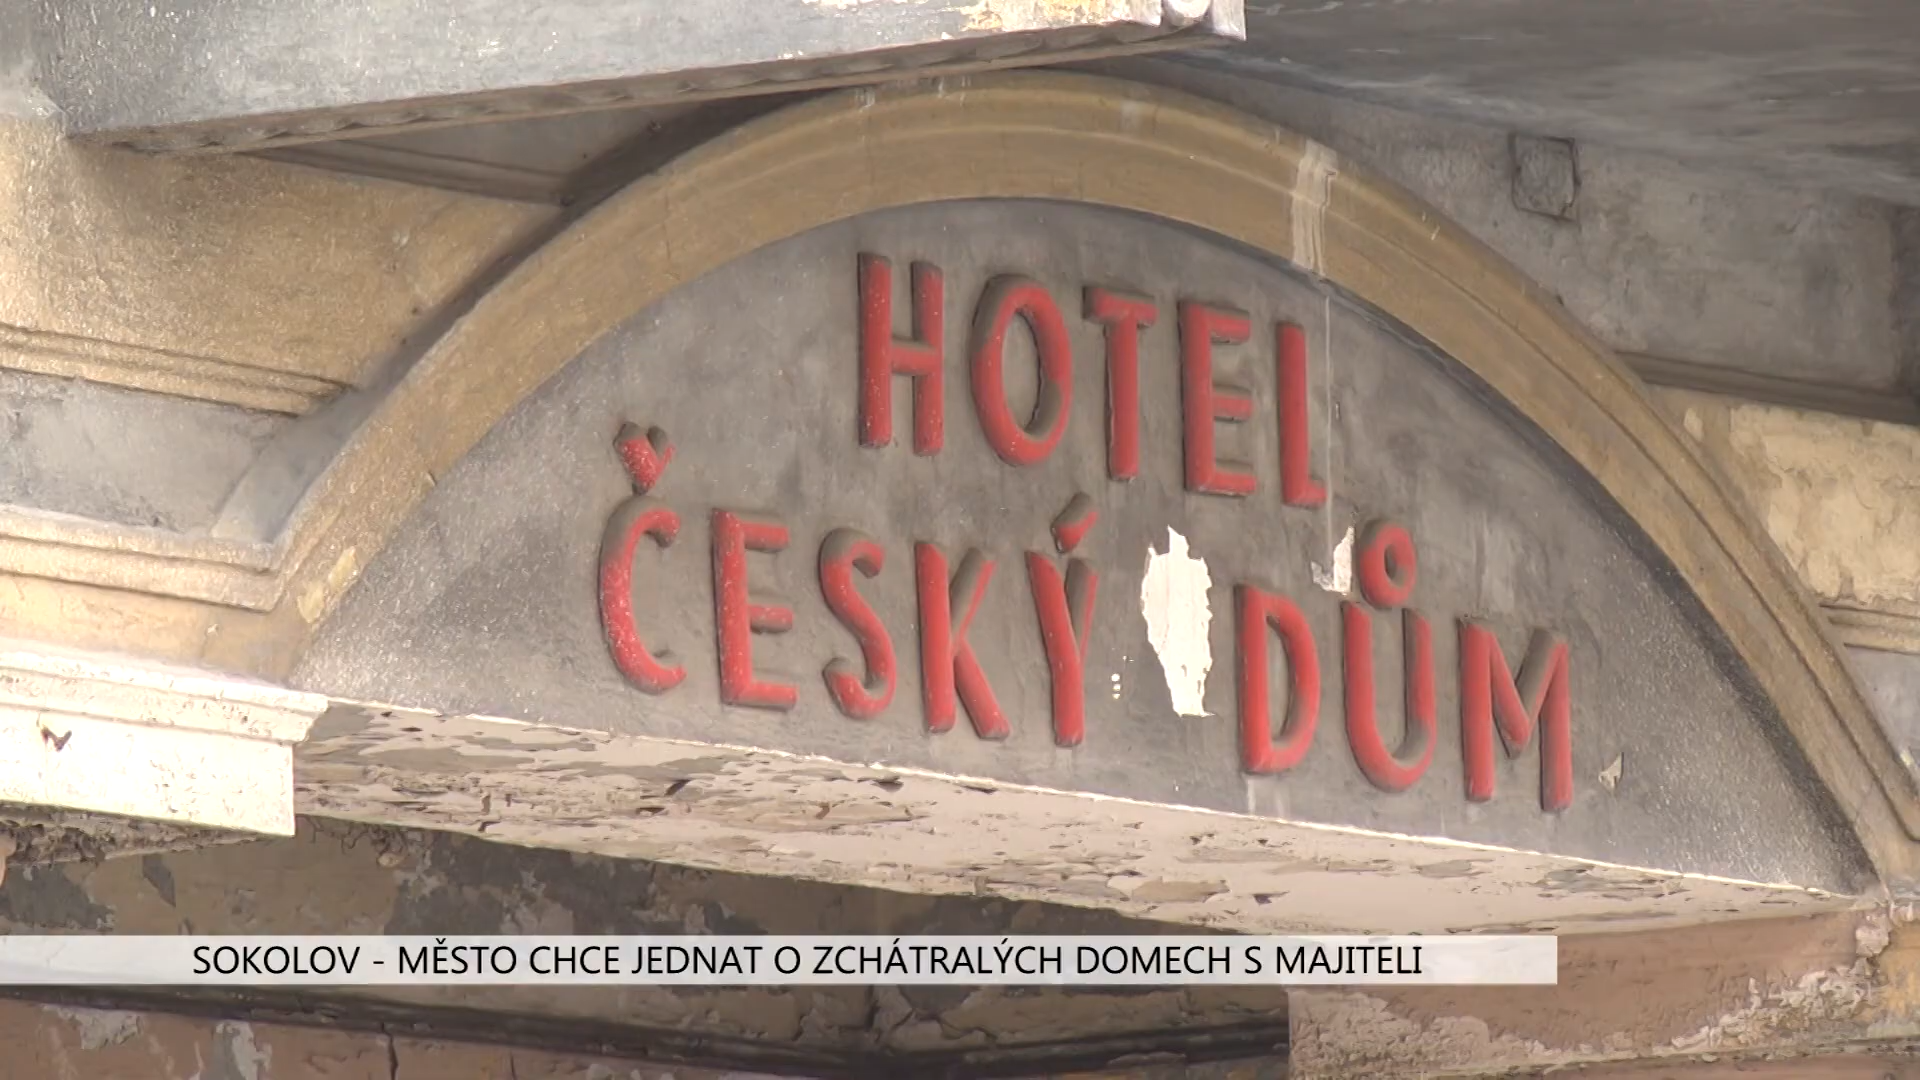 HOTEL
ČESKÝ DŮM
SOKOLOV - MĚSTO CHCE JEDNAT O ZCHÁTRALÝCH DOMECH S MAJITELI